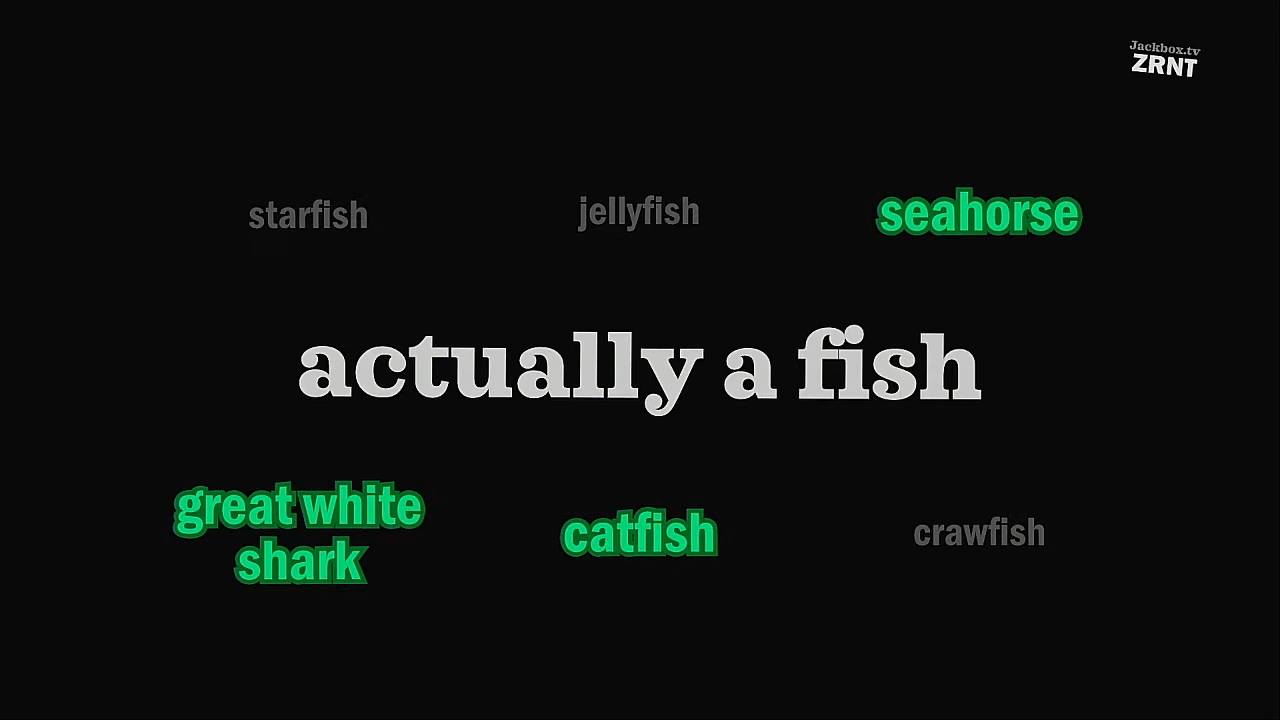 Jackbox.tv
ZRNT
starfish
jellyfish
seahorse
actually a fish
great white
shark
catfish
crawfish